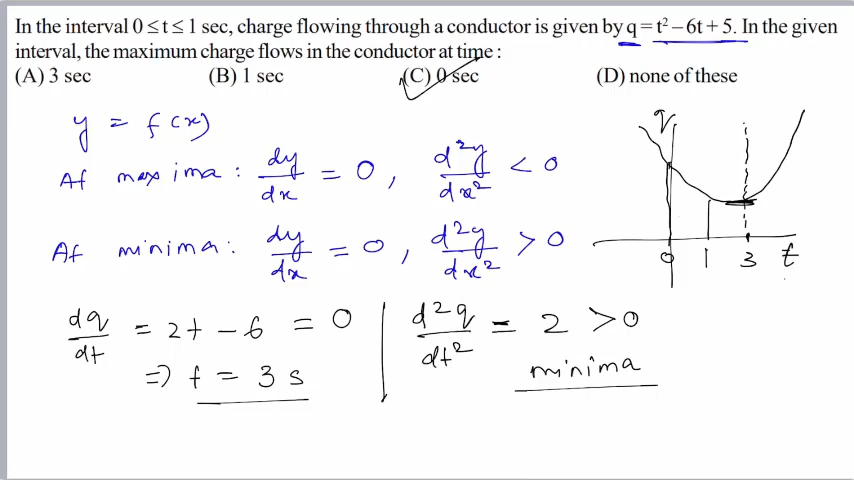 In the interval 0 ≤ t ≤ 1 sec, charge flowing through a conductor is given by q = t² – 6t + 5. In the given
interval, the maximum charge flows in the conductor at time :
(A) 3 sec (B) 1 sec (C) 0 sec (D) none of these
y = f(x)
At maxima: dy/dx = 0, d²y/dx² < 0
At minima: dy/dx = 0, d²y/dx² > 0
q
0 1 3 t
dq/dt = 2t – 6 = 0
⇒ t = 3 s
d²q/dt² = 2 > 0
minima